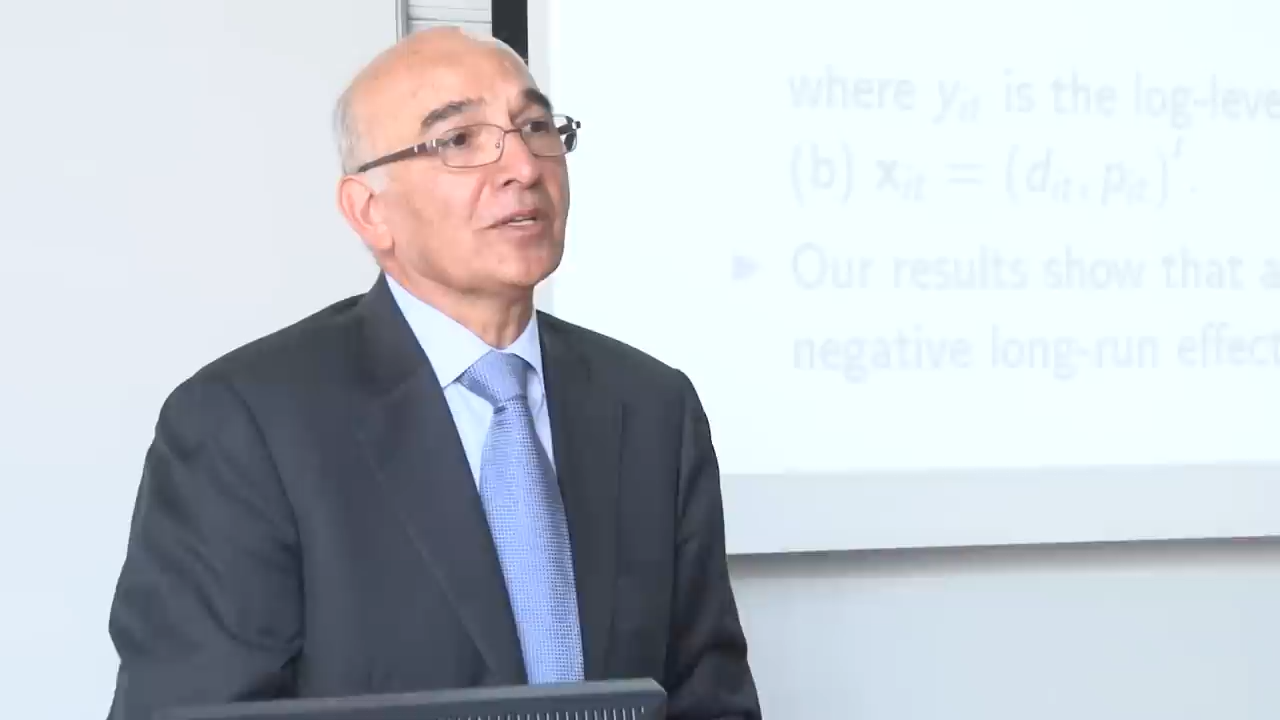 where y_it is the log-leve
(b) x_it = (d_it, p_it)′.
► Our results show that a
negative long-run effect